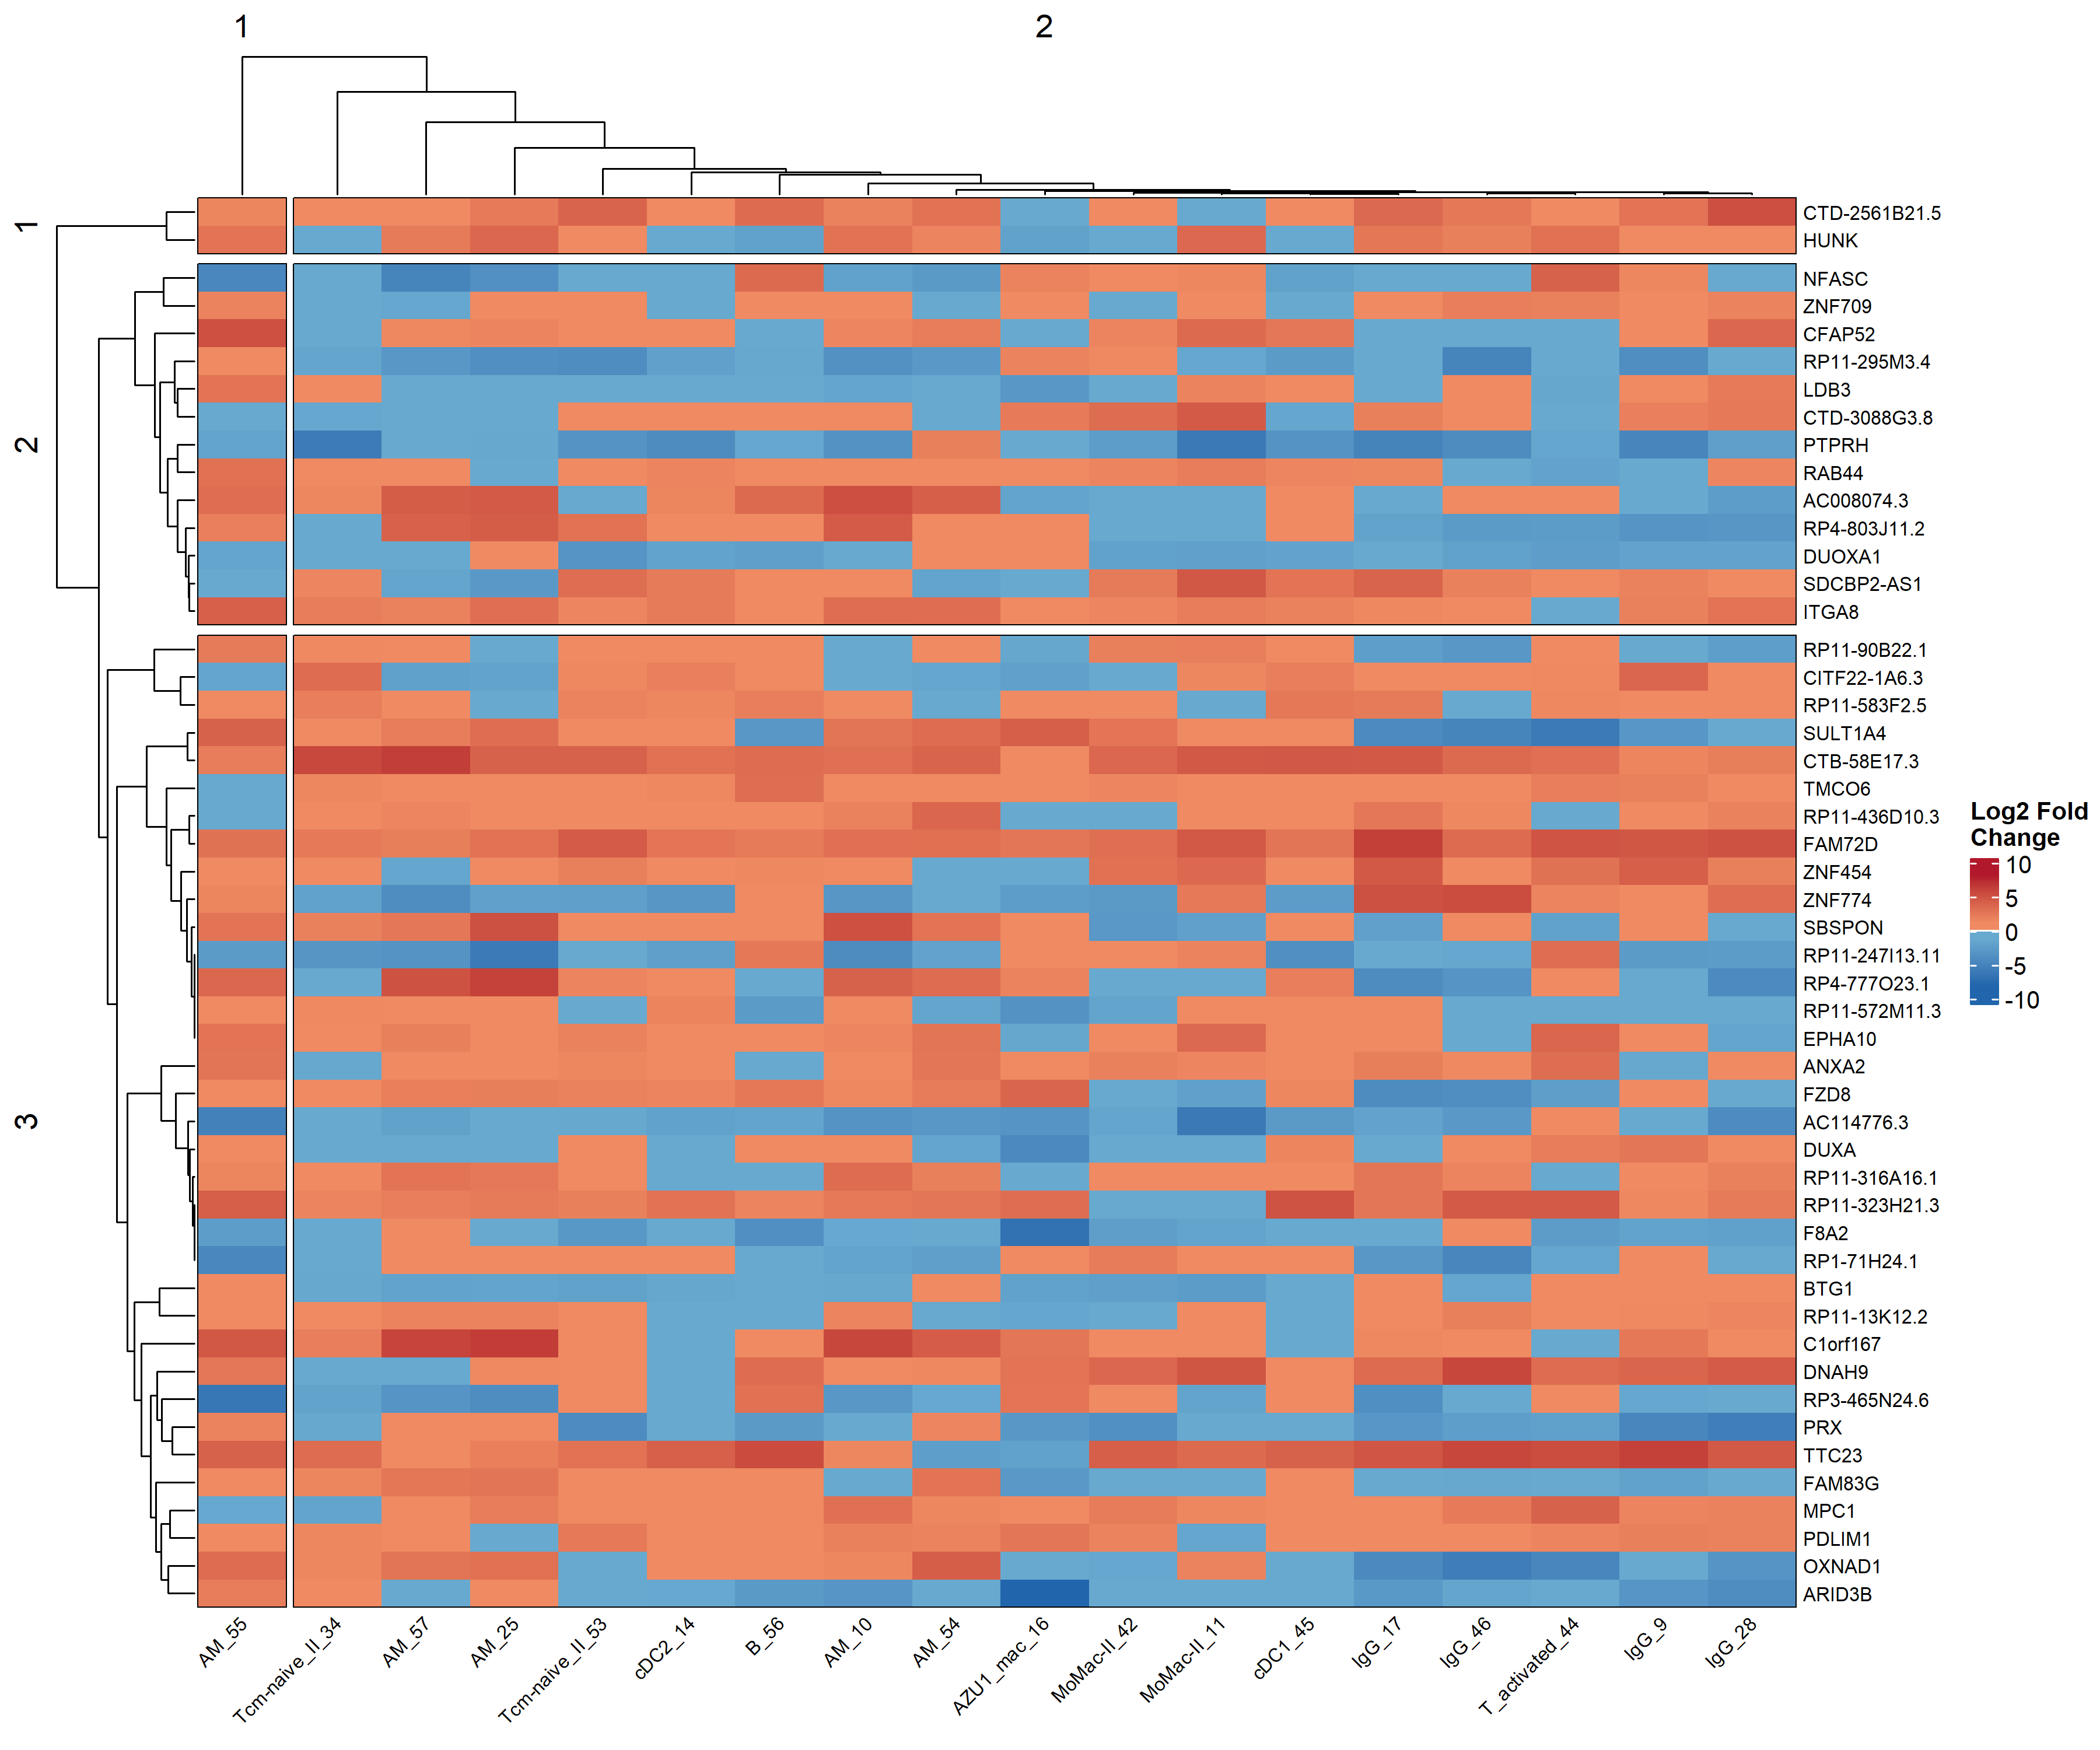 1
2
1
2
3
CTD-2561B21.5
HUNK
NFASC
ZNF709
CFAP52
RP11-295M3.4
LDB3
CTD-3088G3.8
PTPRH
RAB44
AC008074.3
RP4-803J11.2
DUOXA1
SDCBP2-AS1
ITGA8
RP11-90B22.1
CITF22-1A6.3
RP11-583F2.5
SULT1A4
CTB-58E17.3
TMCO6
RP11-436D10.3
FAM72D
ZNF454
ZNF774
SBSPON
RP11-247I13.11
RP4-777O23.1
RP11-572M11.3
EPHA10
ANXA2
FZD8
AC114776.3
DUXA
RP11-316A16.1
RP11-323H21.3
F8A2
RP1-71H24.1
BTG1
RP11-13K12.2
C1orf167
DNAH9
RP3-465N24.6
PRX
TTC23
FAM83G
MPC1
PDLIM1
OXNAD1
ARID3B
AM_55
Tcm-naive_II_34
AM_57
AM_25
Tcm-naive_II_53
cDC2_14
B_56
AM_10
AM_54
AZU1_mac_16
MoMac-II_42
MoMac-II_11
cDC1_45
IgG_17
IgG_46
T_activated_44
IgG_9
IgG_28
Log2 Fold
Change
10
5
0
-5
-10